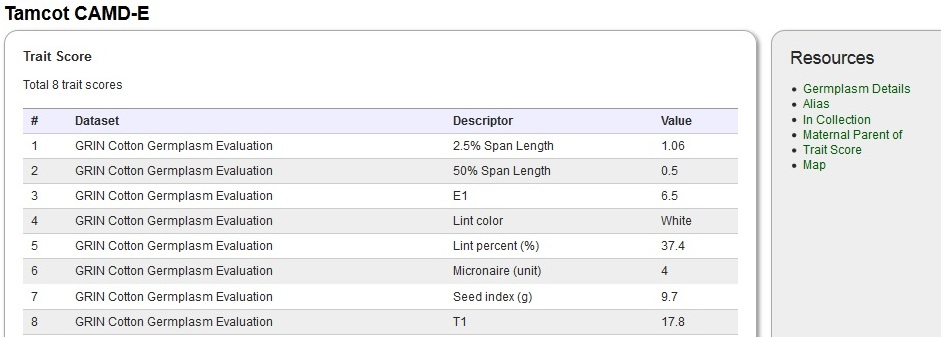 Tamcot CAMD-E
Trait Score
Total 8 trait scores
# Dataset Descriptor Value
1 GRIN Cotton Germplasm Evaluation 2.5% Span Length 1.06
2 GRIN Cotton Germplasm Evaluation 50% Span Length 0.5
3 GRIN Cotton Germplasm Evaluation E1 6.5
4 GRIN Cotton Germplasm Evaluation Lint color White
5 GRIN Cotton Germplasm Evaluation Lint percent (%) 37.4
6 GRIN Cotton Germplasm Evaluation Micronaire (unit) 4
7 GRIN Cotton Germplasm Evaluation Seed index (g) 9.7
8 GRIN Cotton Germplasm Evaluation T1 17.8
Resources
• Germplasm Details
• Alias
• In Collection
• Maternal Parent of
• Trait Score
• Map